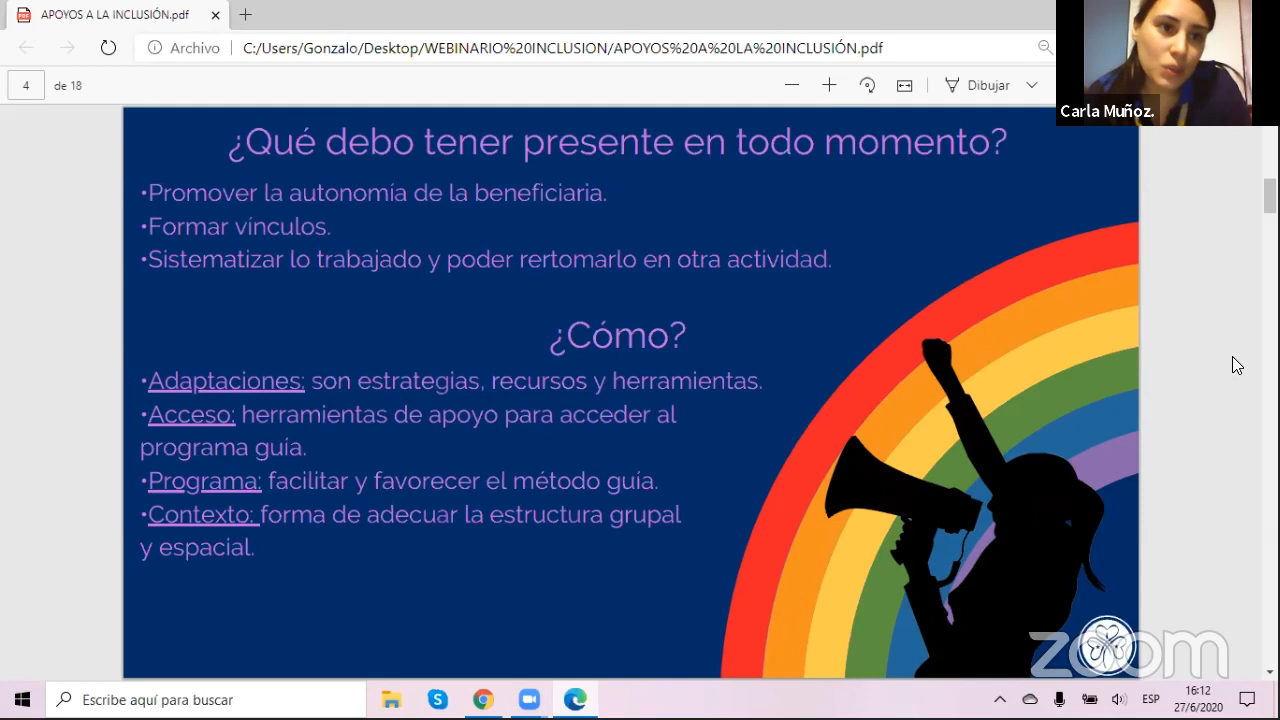 APOYOS A LA INCLUSIÓN.pdf
Archivo
C:/Users/Gonzalo/Desktop/WEBINARIO%20INCLUSION/APOYOS%20A%20LA%20INCLUSIÓN.pdf
4
de 18
Dibujar
Carla Muñoz.
¿Qué debo tener presente en todo momento?
•Promover la autonomía de la beneficiaria.
•Formar vínculos.
•Sistematizar lo trabajado y poder rertomarlo en otra actividad.
¿Cómo?
•Adaptaciones: son estrategias, recursos y herramientas.
•Acceso: herramientas de apoyo para acceder al
programa guía.
•Programa: facilitar y favorecer el método guía.
•Contexto: forma de adecuar la estructura grupal
y espacial.
zoom
Escribe aquí para buscar
ESP
16:12
27/6/2020